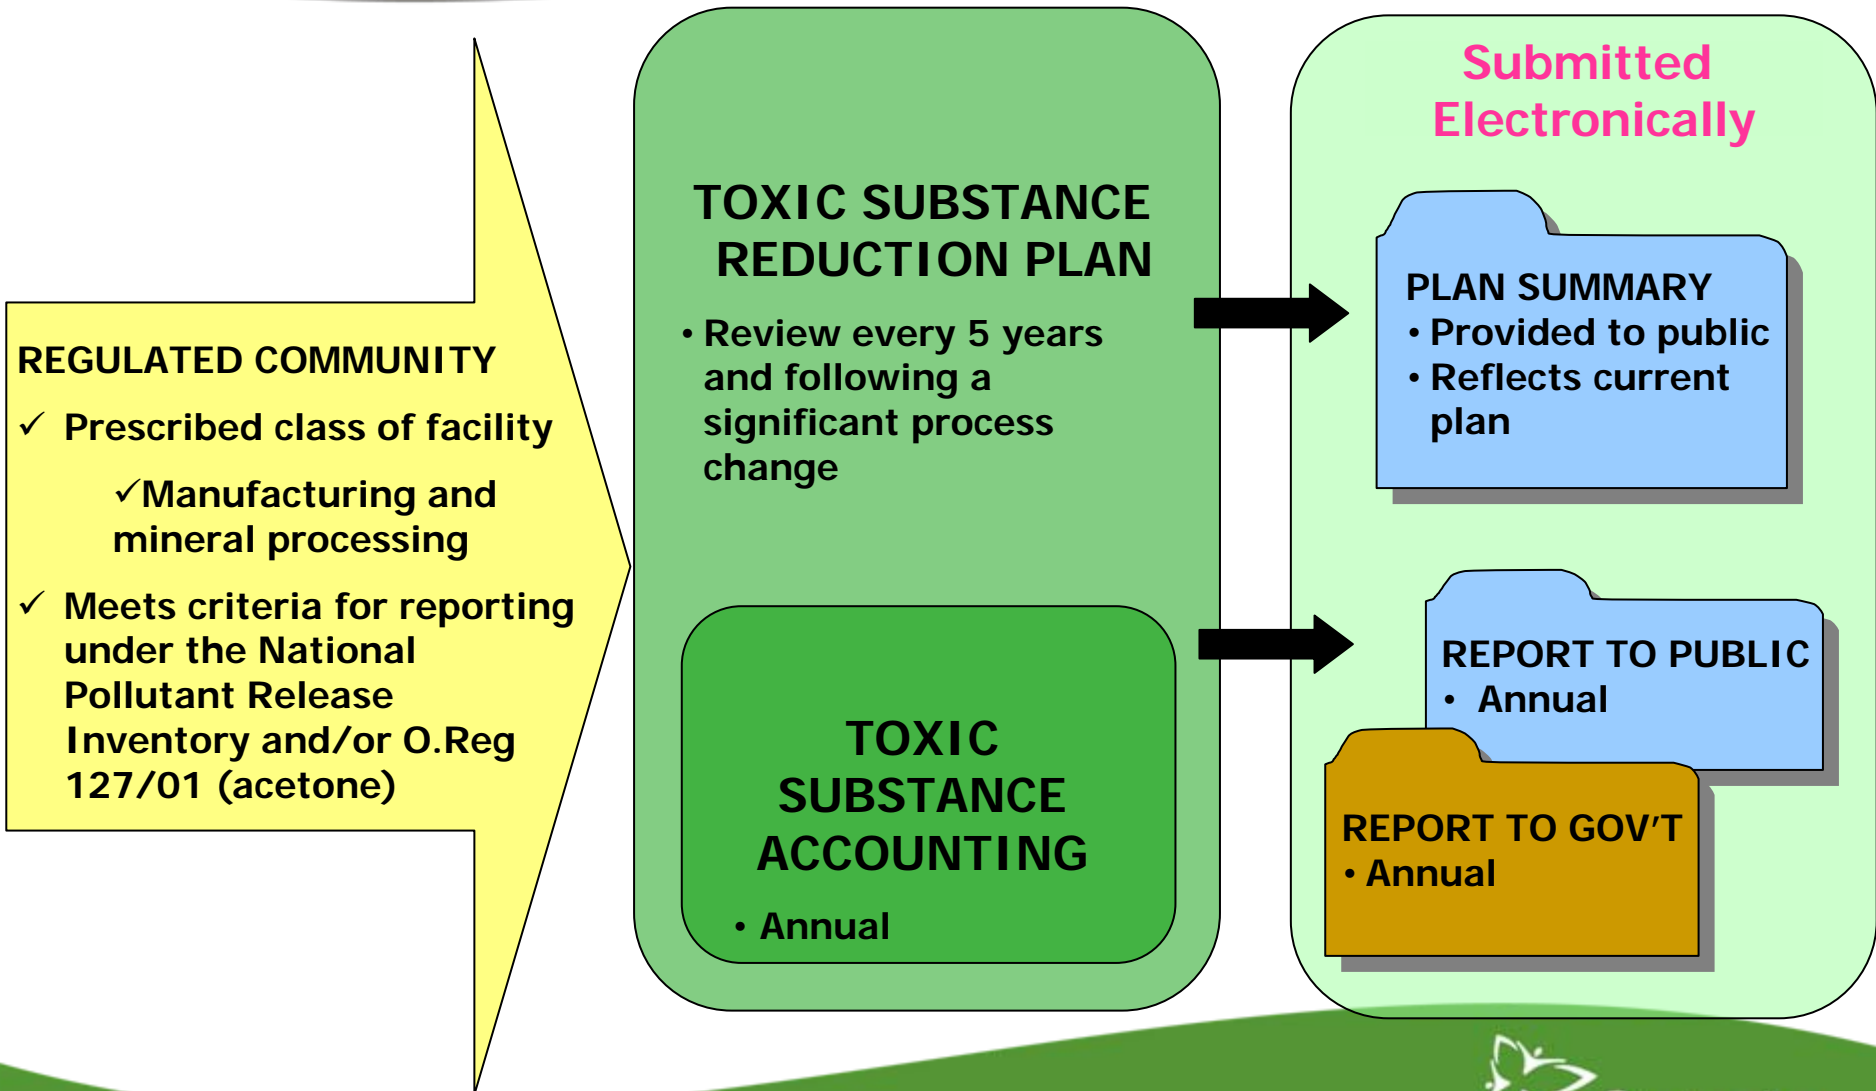 REGULATED COMMUNITY
✓ Prescribed class of facility
✓Manufacturing and
mineral processing
✓ Meets criteria for reporting
under the National
Pollutant Release
Inventory and/or O.Reg
127/01 (acetone)
TOXIC SUBSTANCE
REDUCTION PLAN
• Review every 5 years
and following a
significant process
change
TOXIC
SUBSTANCE
ACCOUNTING
• Annual
Submitted
Electronically
PLAN SUMMARY
• Provided to public
• Reflects current
plan
REPORT TO PUBLIC
• Annual
REPORT TO GOV'T
• Annual